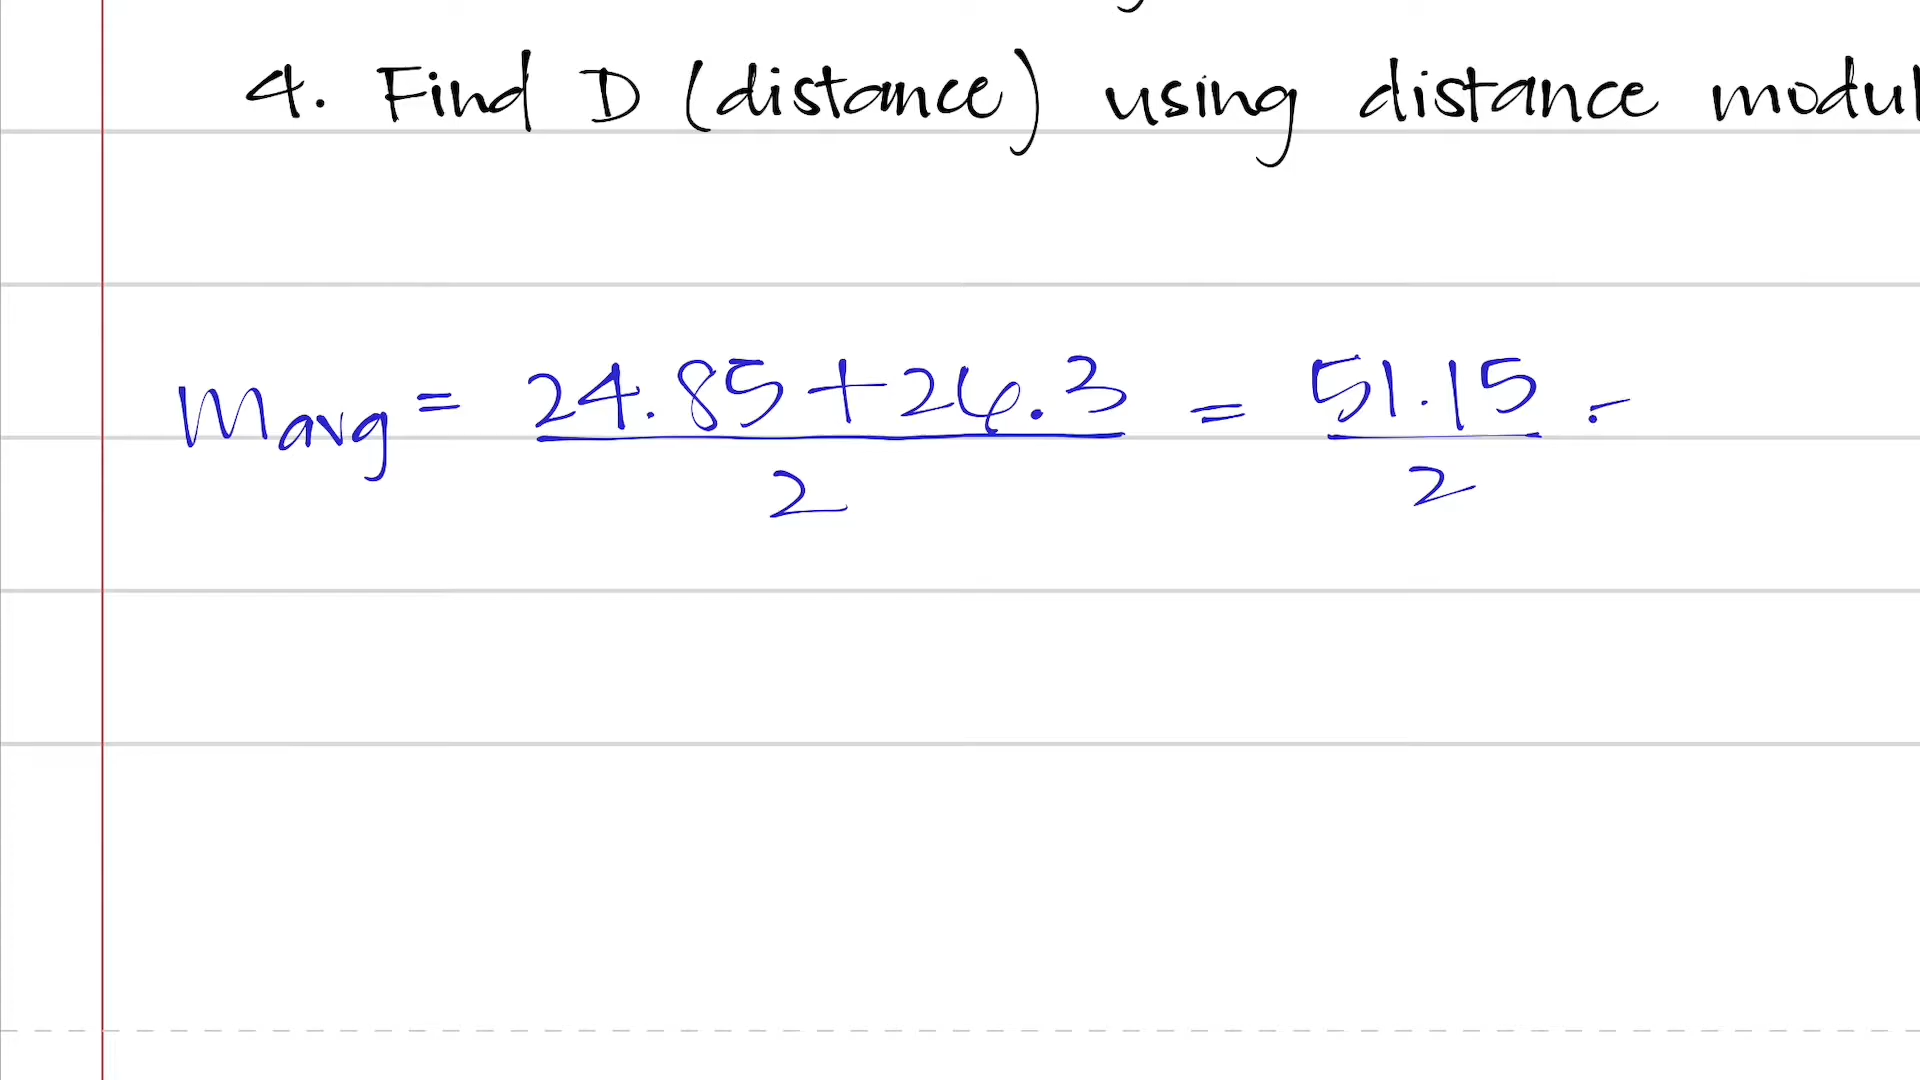 4. Find D (distance) using distance modul
mavg = 24.85 + 26.3 / 2 = 51.15 / 2 =